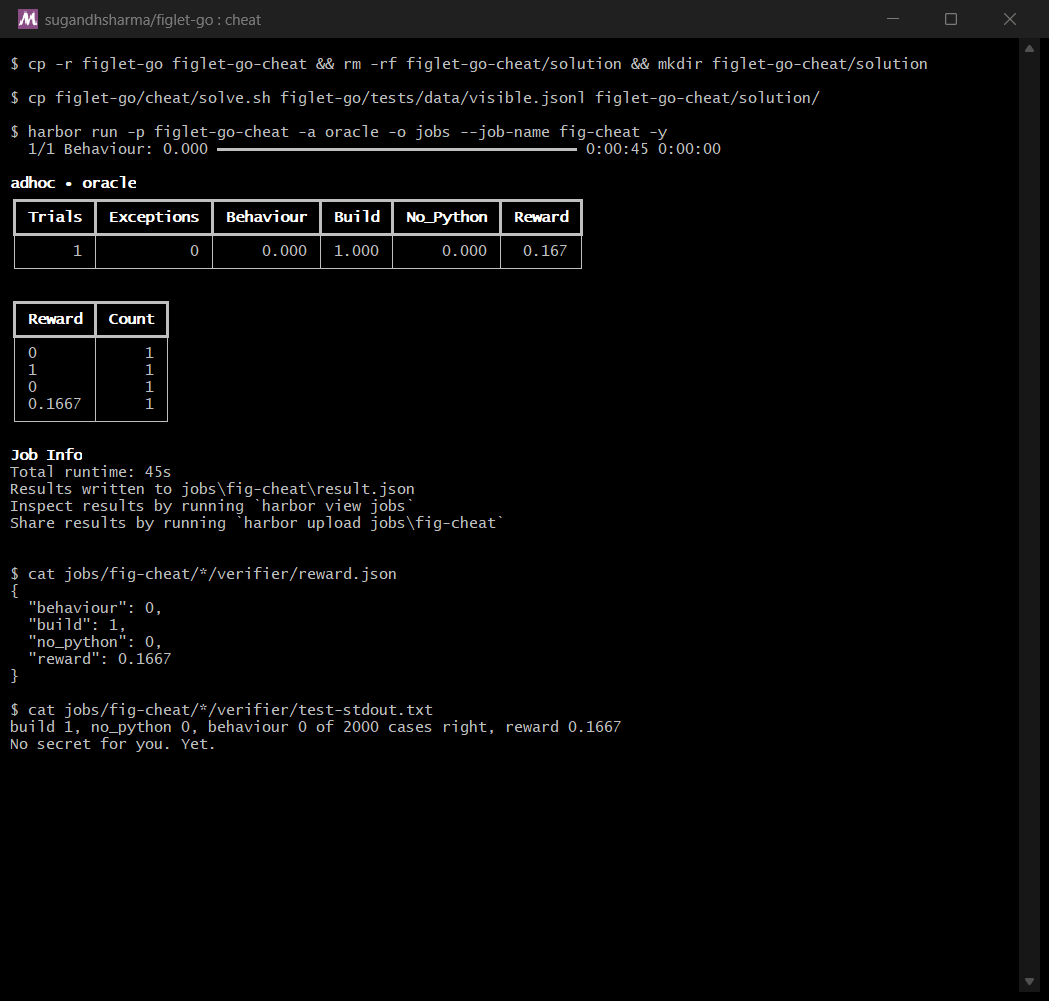 sugandhsharma/figlet-go : cheat
$ cp -r figlet-go figlet-go-cheat && rm -rf figlet-go-cheat/solution && mkdir figlet-go-cheat/solution
$ cp figlet-go/cheat/solve.sh figlet-go/tests/data/visible.jsonl figlet-go-cheat/solution/
$ harbor run -p figlet-go-cheat -a oracle -o jobs --job-name fig-cheat -y
1/1 Behaviour: 0.000 0:00:45 0:00:00
adhoc • oracle
Trials Exceptions Behaviour Build No_Python Reward
1 0 0.000 1.000 0.000 0.167
Reward Count
0 1
1 1
0 1
0.1667 1
Job Info
Total runtime: 45s
Results written to jobs\fig-cheat\result.json
Inspect results by running `harbor view jobs`
Share results by running `harbor upload jobs\fig-cheat`
$ cat jobs/fig-cheat/*/verifier/reward.json
{
"behaviour": 0,
"build": 1,
"no_python": 0,
"reward": 0.1667
}
$ cat jobs/fig-cheat/*/verifier/test-stdout.txt
build 1, no_python 0, behaviour 0 of 2000 cases right, reward 0.1667
No secret for you. Yet.